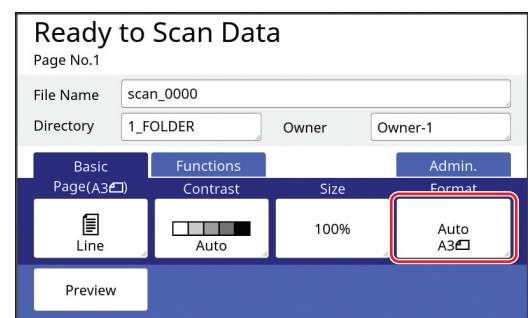 Ready to Scan Data
Page No.1
File Name scan_0000
Directory 1_FOLDER Owner Owner-1
Basic Functions Admin.
Page(A3) Contrast Size Format
Line Auto 100% Auto
A3
Preview